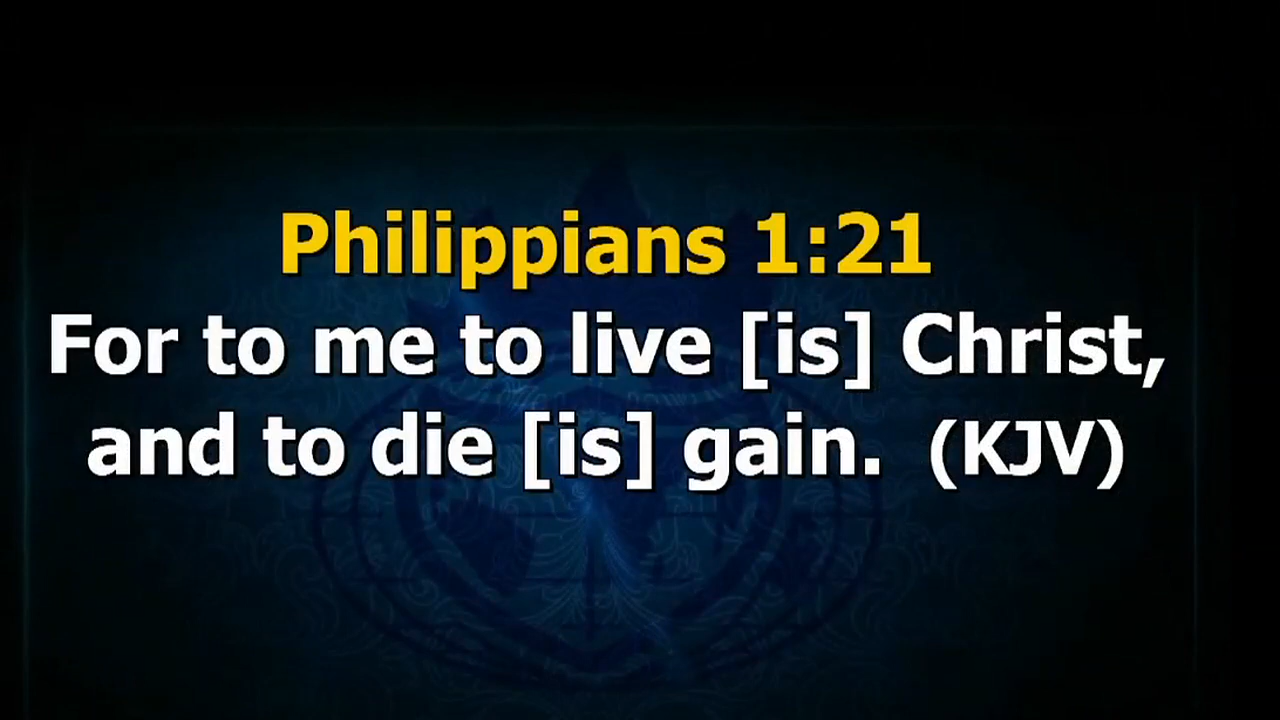 Philippians 1:21
For to me to live [is] Christ,
and to die [is] gain. (KJV)